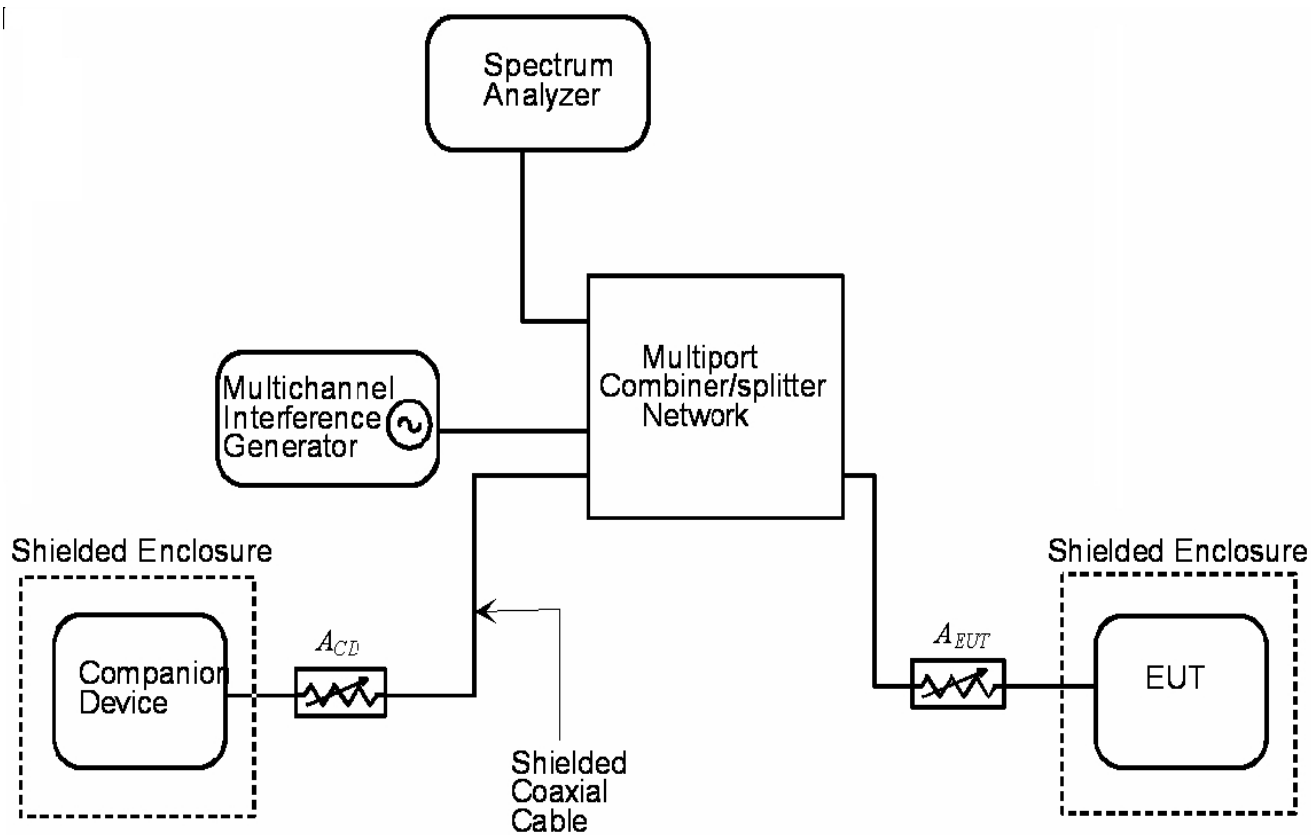 Spectrum
Analyzer
Multiport
Combiner/splitter
Network
Multichannel
Interference
Generator
Shielded Enclosure
Companion
Device
A_CD
Shielded
Coaxial
Cable
Shielded Enclosure
A_EUT
EUT